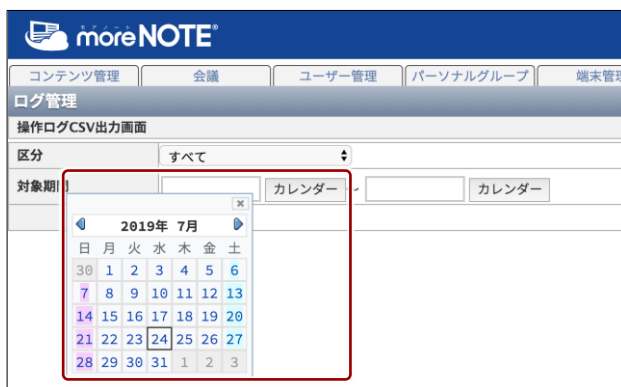 モアノート
moreNOTE®
コンテンツ管理 会議 ユーザー管理 パーソナルグループ 端末管理
ログ管理
操作ログCSV出力画面
区分 すべて
対象期間 カレンダー ~ カレンダー
×
2019年 7月
日 月 火 水 木 金 土
30 1 2 3 4 5 6
7 8 9 10 11 12 13
14 15 16 17 18 19 20
21 22 23 24 25 26 27
28 29 30 31 1 2 3